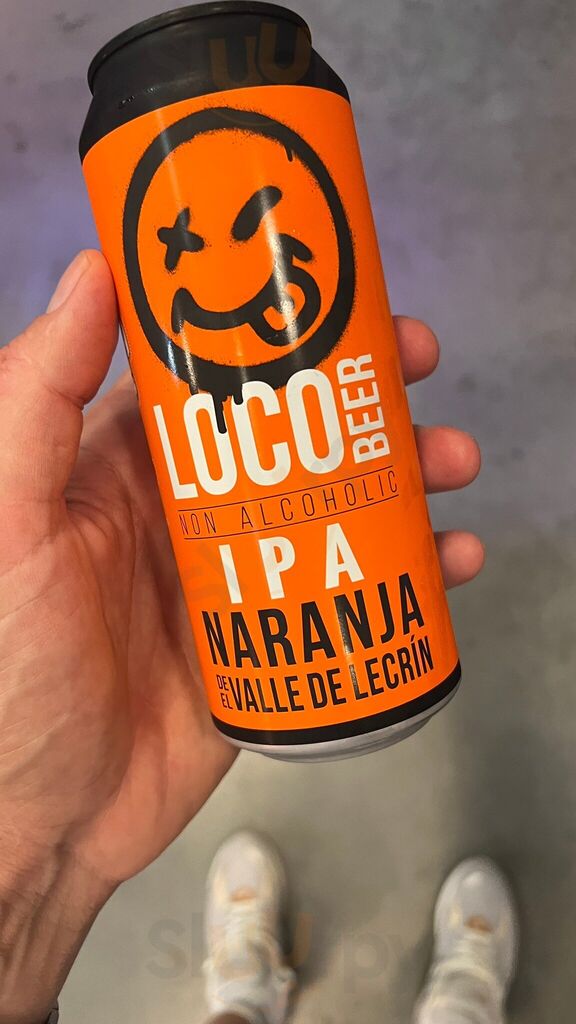 LOCO
BEER
NON ALCOHOLIC
IPA
NARANJA
DE EL VALLE DE LECRÍN